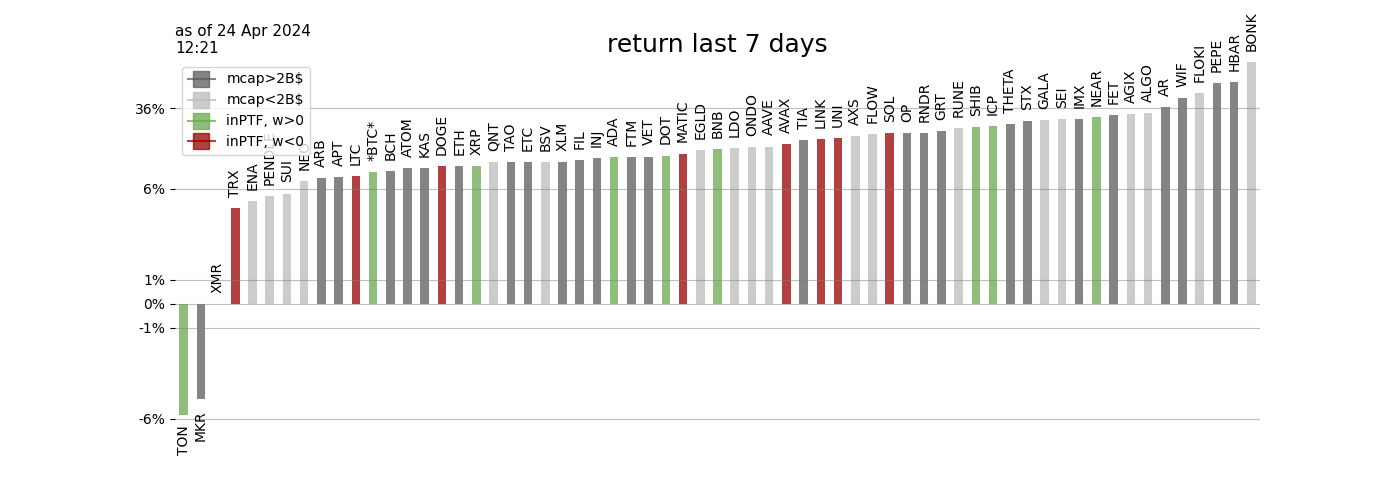 as of 24 Apr 2024
12:21
return last 7 days
mcap>2B$
mcap<2B$
inPTF, w>0
inPTF, w<0
36%
6%
1%
0%
-1%
-6%
TON
MKR
XMR
TRX
ENA
PENDLE
SUI
NEO
ARB
APT
LTC
*BTC*
BCH
ATOM
KAS
DOGE
ETH
XRP
QNT
TAO
ETC
BSV
XLM
FIL
INJ
ADA
FTM
VET
DOT
MATIC
EGLD
BNB
LDO
ONDO
AAVE
AVAX
TIA
LINK
UNI
AXS
FLOW
SOL
OP
RNDR
GRT
RUNE
SHIB
ICP
THETA
STX
GALA
SEI
IMX
NEAR
FET
AGIX
ALGO
AR
WIF
FLOKI
PEPE
HBAR
BONK